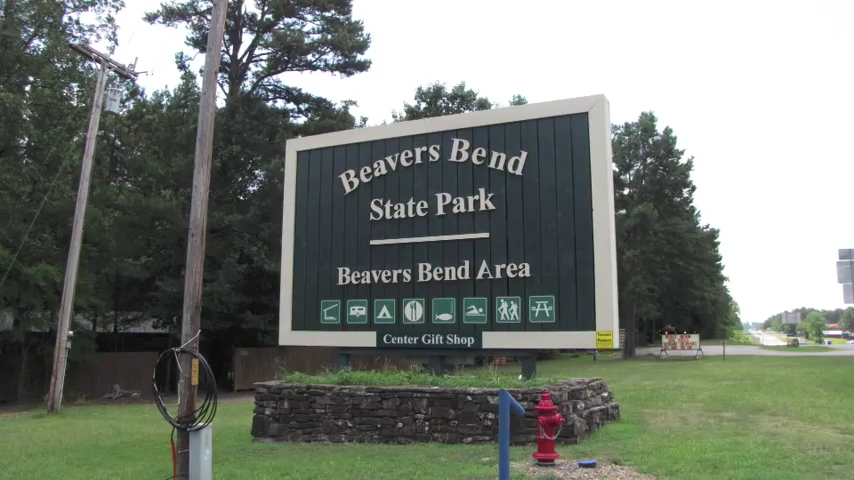 Beavers Bend
State Park
Beavers Bend Area
Center Gift Shop